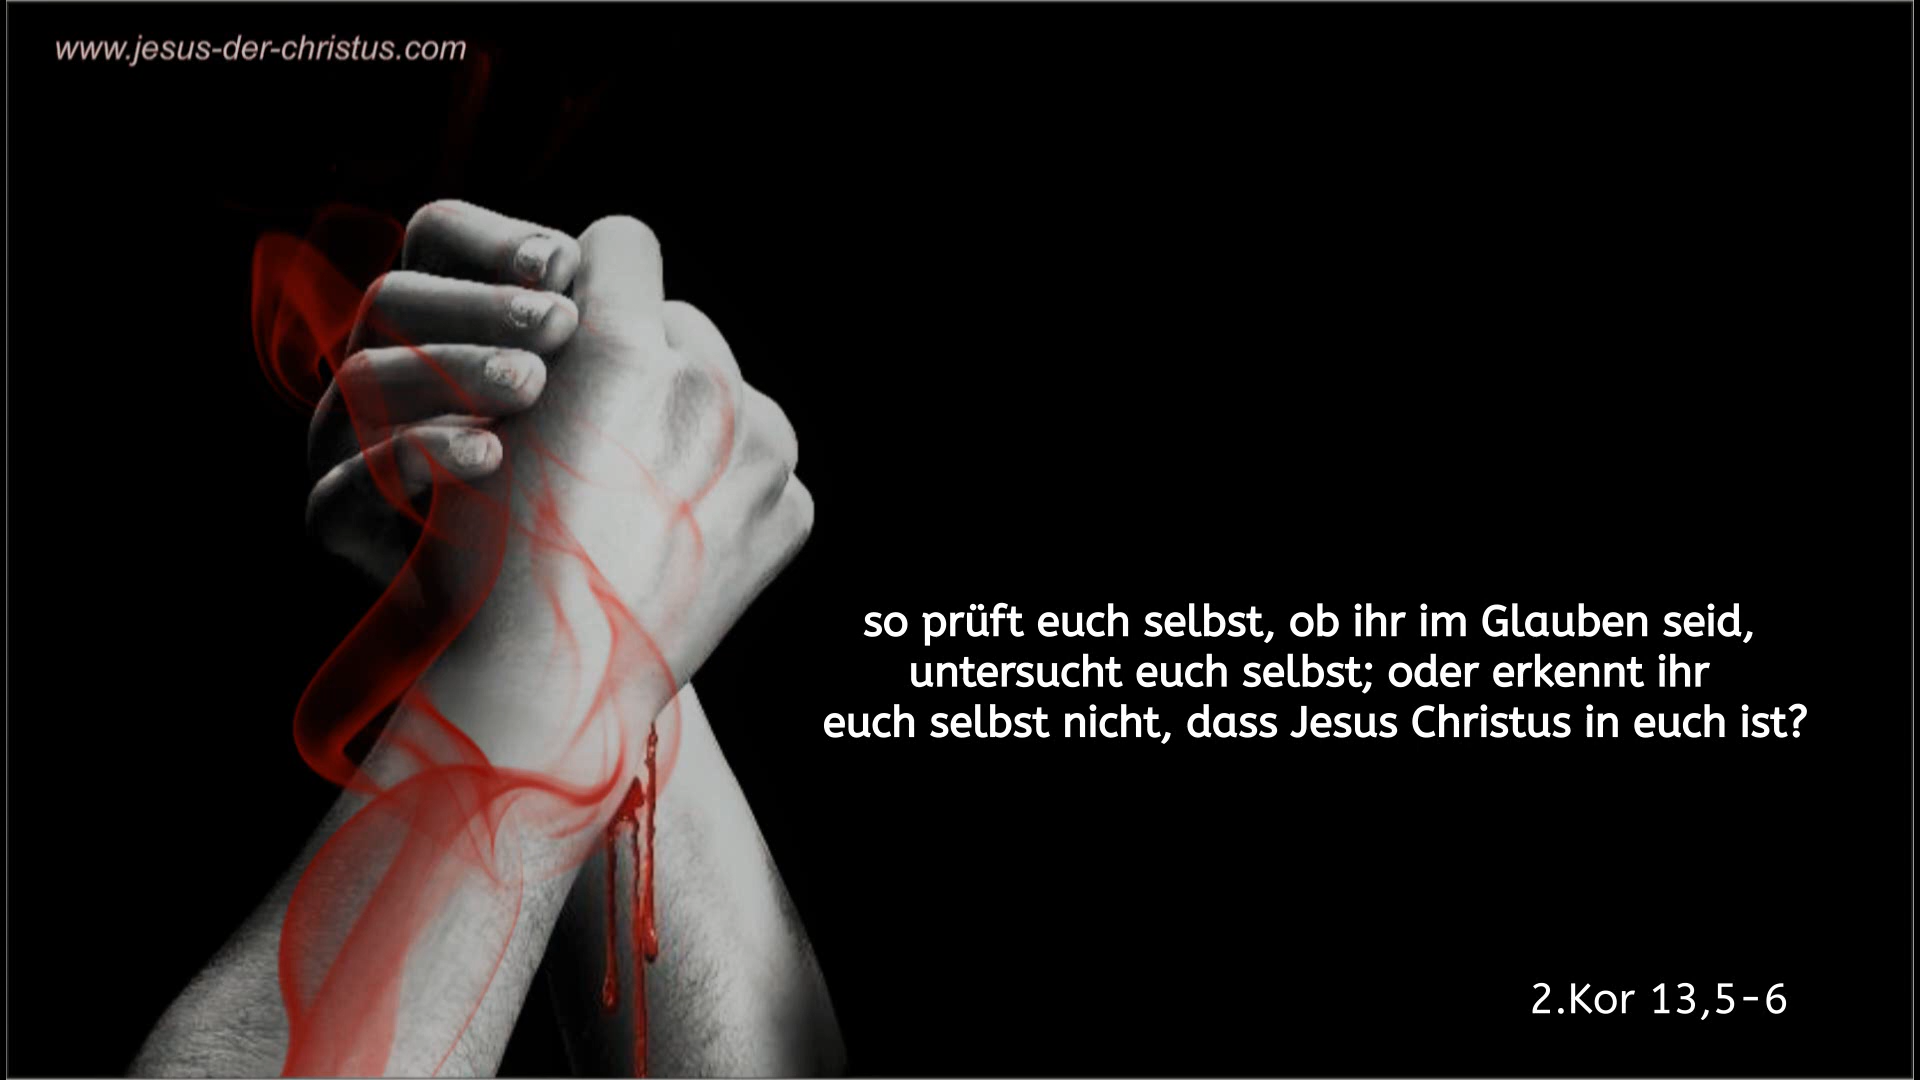 www.jesus-der-christus.com
so prüft euch selbst, ob ihr im Glauben seid,
untersucht euch selbst; oder erkennt ihr
euch selbst nicht, dass Jesus Christus in euch ist?
2.Kor 13,5-6